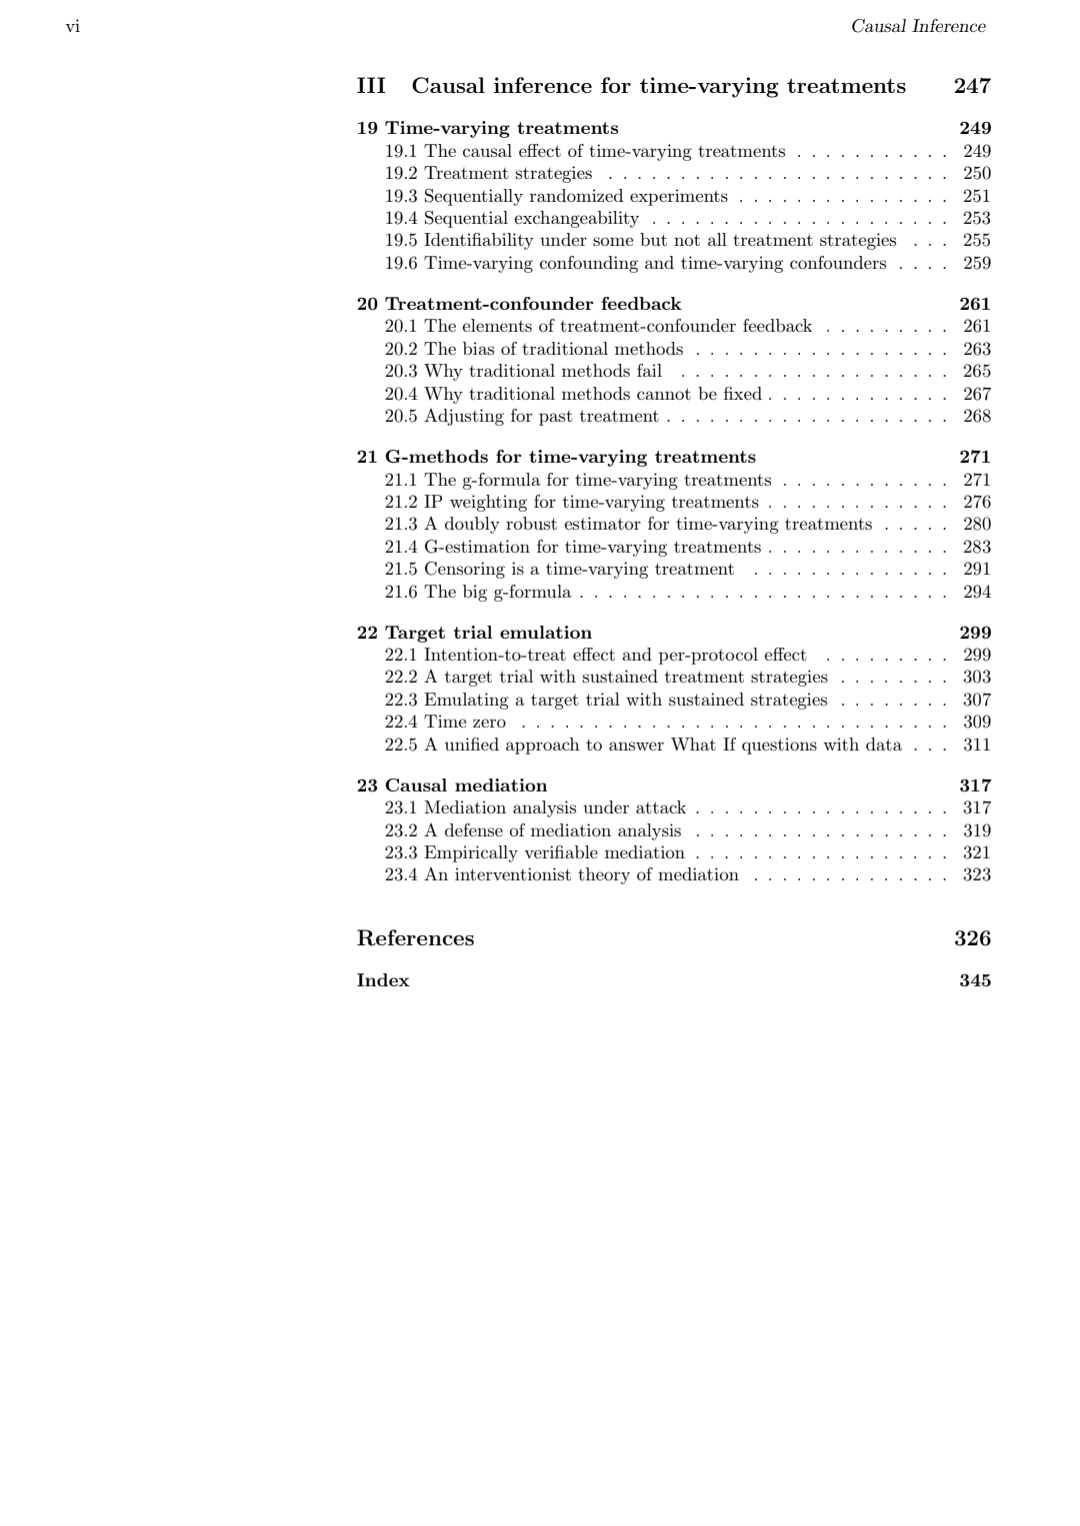 vi Causal Inference
III Causal inference for time-varying treatments 247
19 Time-varying treatments 249
19.1 The causal effect of time-varying treatments . . . . . . . . . . . 249
19.2 Treatment strategies . . . . . . . . . . . . . . . . . . . . . . . . 250
19.3 Sequentially randomized experiments . . . . . . . . . . . . . . . 251
19.4 Sequential exchangeability . . . . . . . . . . . . . . . . . . . . . 253
19.5 Identifiability under some but not all treatment strategies . . . 255
19.6 Time-varying confounding and time-varying confounders . . . . 259
20 Treatment-confounder feedback 261
20.1 The elements of treatment-confounder feedback . . . . . . . . . 261
20.2 The bias of traditional methods . . . . . . . . . . . . . . . . . . 263
20.3 Why traditional methods fail . . . . . . . . . . . . . . . . . . . 265
20.4 Why traditional methods cannot be fixed . . . . . . . . . . . . . 267
20.5 Adjusting for past treatment . . . . . . . . . . . . . . . . . . . . 268
21 G-methods for time-varying treatments 271
21.1 The g-formula for time-varying treatments . . . . . . . . . . . . 271
21.2 IP weighting for time-varying treatments . . . . . . . . . . . . . 276
21.3 A doubly robust estimator for time-varying treatments . . . . . 280
21.4 G-estimation for time-varying treatments . . . . . . . . . . . . . 283
21.5 Censoring is a time-varying treatment . . . . . . . . . . . . . . 291
21.6 The big g-formula . . . . . . . . . . . . . . . . . . . . . . . . . . 294
22 Target trial emulation 299
22.1 Intention-to-treat effect and per-protocol effect . . . . . . . . . 299
22.2 A target trial with sustained treatment strategies . . . . . . . . 303
22.3 Emulating a target trial with sustained strategies . . . . . . . . 307
22.4 Time zero . . . . . . . . . . . . . . . . . . . . . . . . . . . . . . 309
22.5 A unified approach to answer What If questions with data . . . 311
23 Causal mediation 317
23.1 Mediation analysis under attack . . . . . . . . . . . . . . . . . . 317
23.2 A defense of mediation analysis . . . . . . . . . . . . . . . . . . 319
23.3 Empirically verifiable mediation . . . . . . . . . . . . . . . . . . 321
23.4 An interventionist theory of mediation . . . . . . . . . . . . . . 323
References 326
Index 345